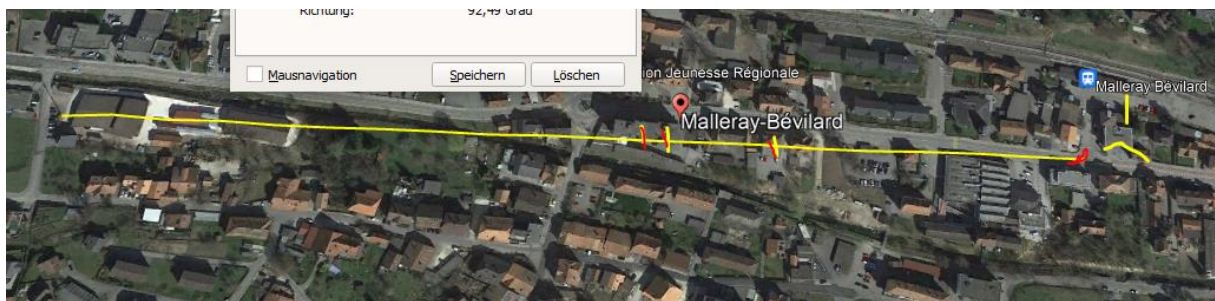 Richtung: 92,49 Grad
Mausnavigation
Speichern
Löschen
ion Jeunesse Régionale
Malleray Bévilard
Malleray-Bévilard